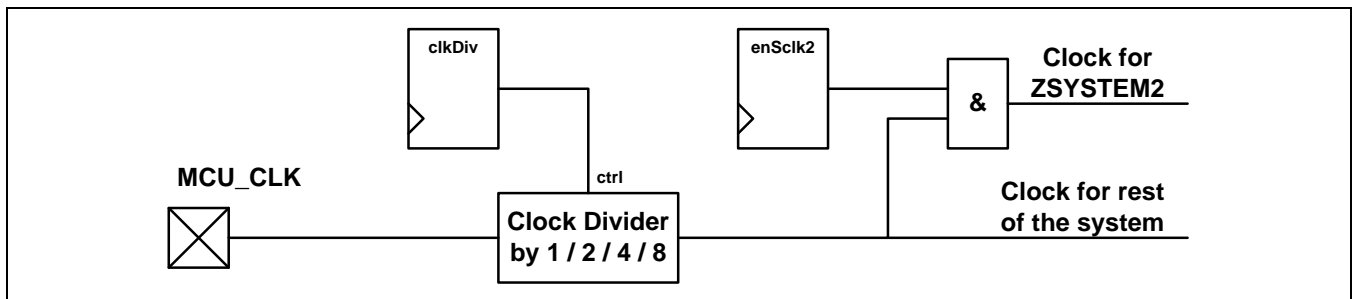 clkDiv
enSclk2
Clock for
ZSYSTEM2
&
MCU_CLK
ctrl
Clock Divider
by 1 / 2 / 4 / 8
Clock for rest
of the system